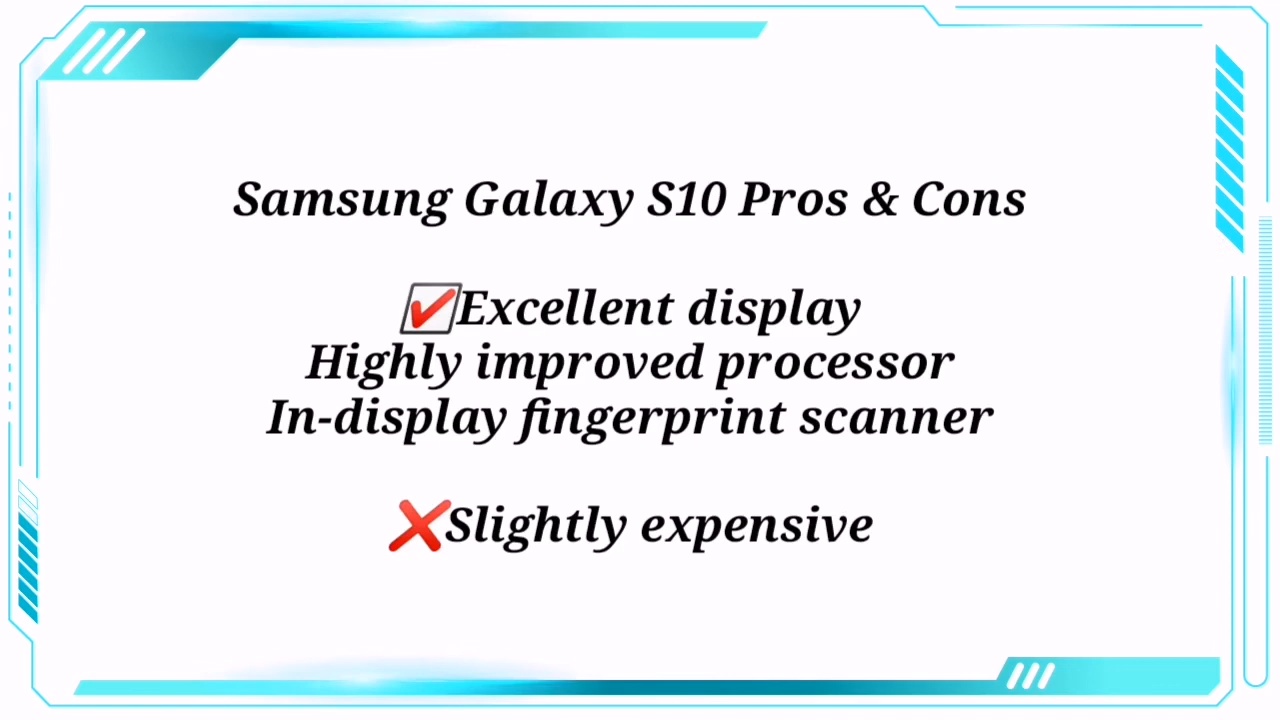 Samsung Galaxy S10 Pros & Cons
☑Excellent display
Highly improved processor
In-display fingerprint scanner
❌Slightly expensive